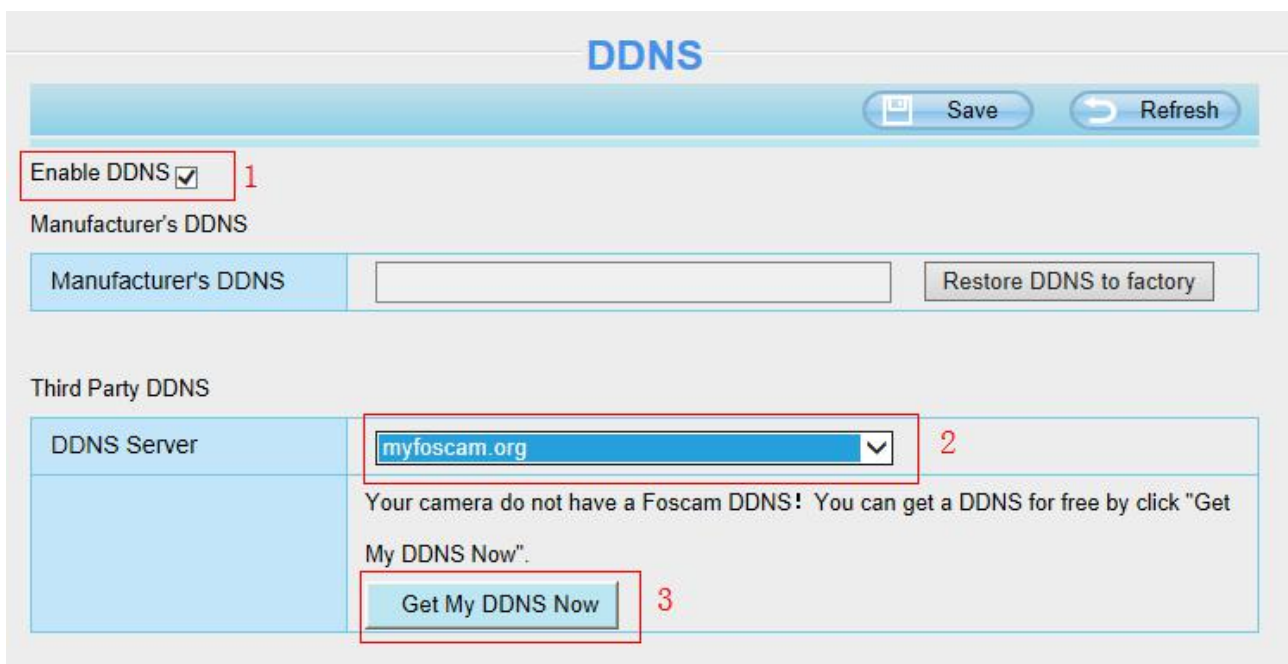 DDNS
Save Refresh
Enable DDNS 1
Manufacturer's DDNS
Manufacturer's DDNS Restore DDNS to factory
Third Party DDNS
DDNS Server myfoscam.org 2
Your camera do not have a Foscam DDNS! You can get a DDNS for free by click "Get
My DDNS Now".
Get My DDNS Now 3